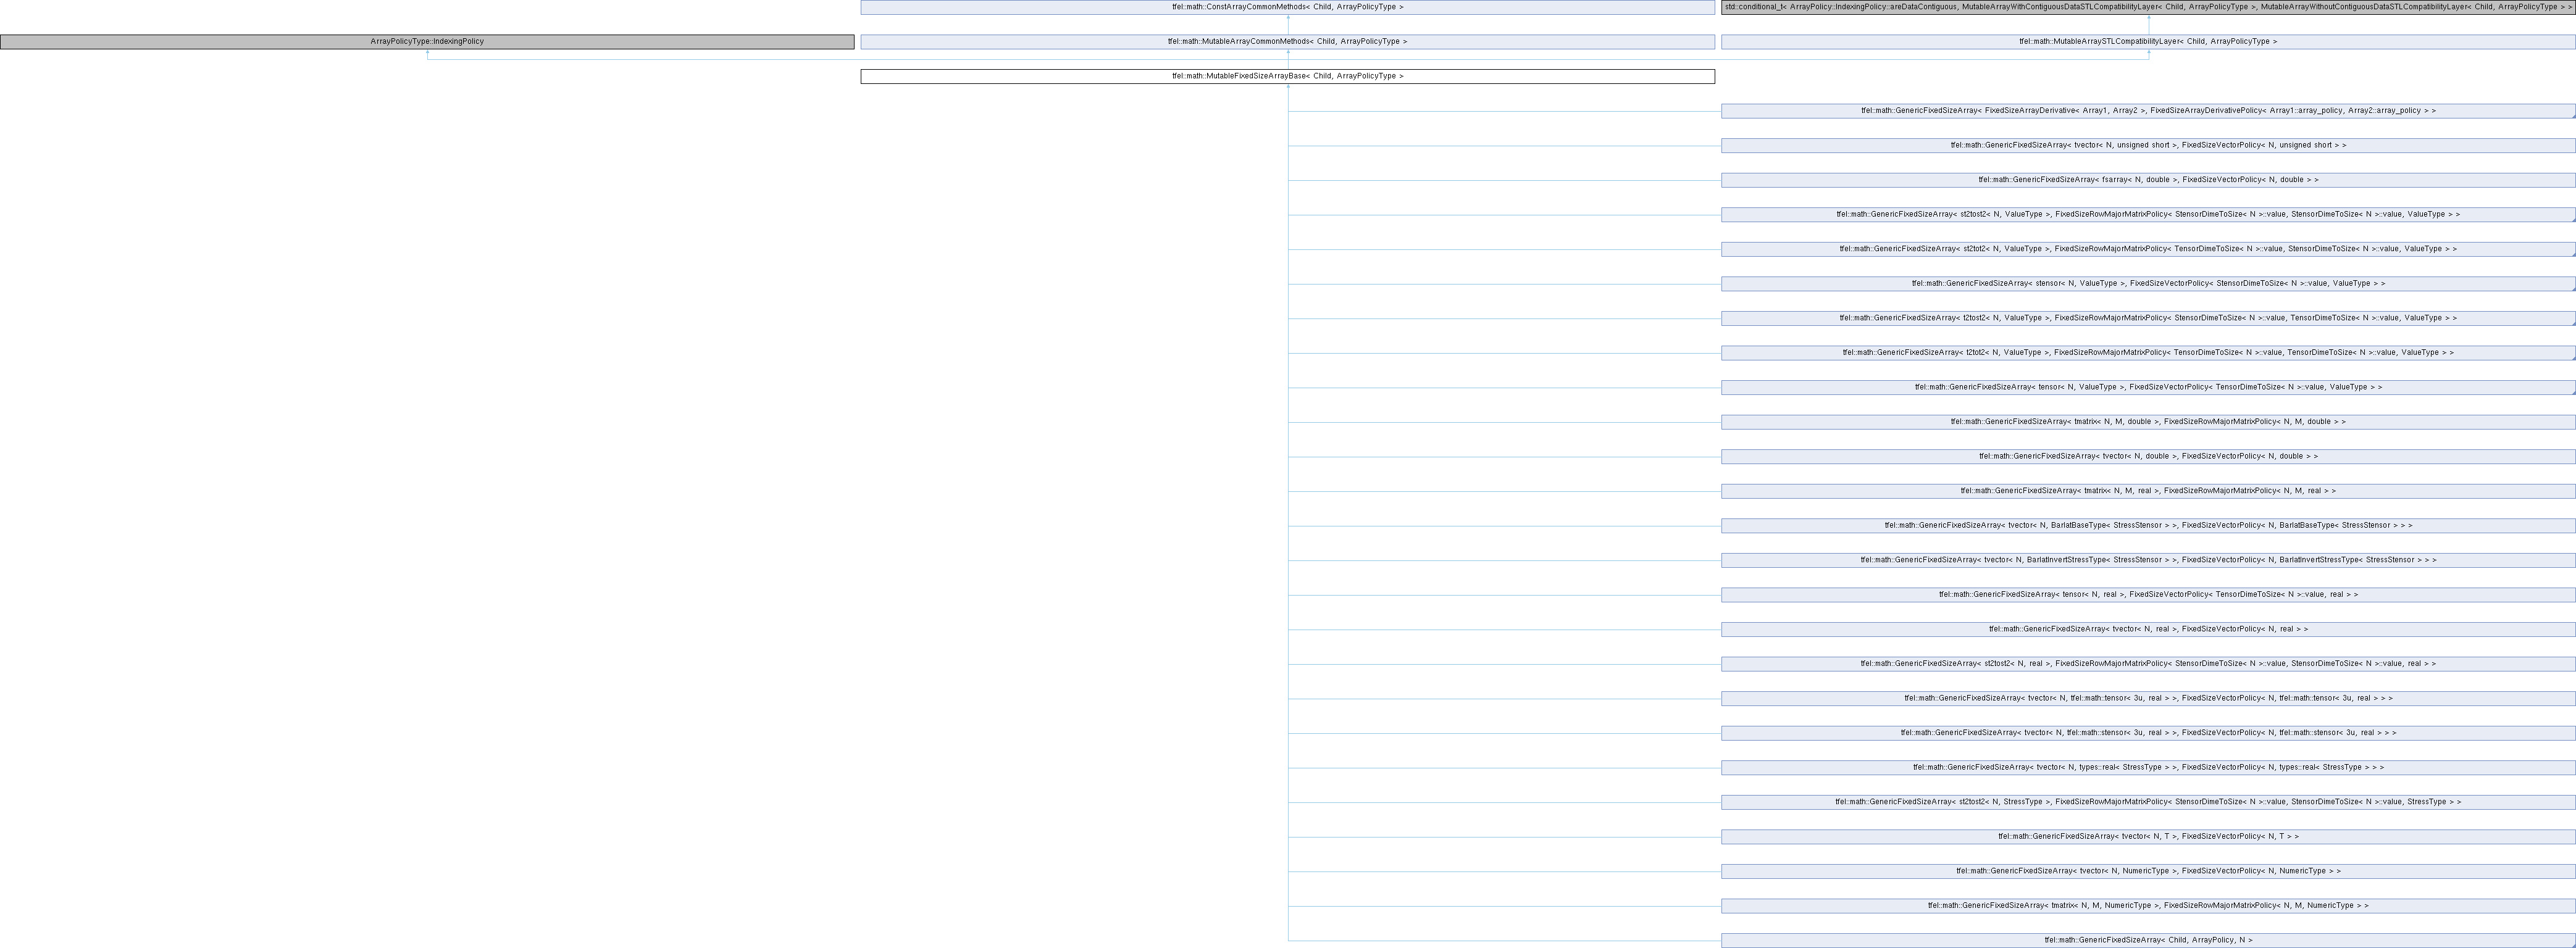 tfel::math::ConstArrayCommonMethods< Child, ArrayPolicyType >
std::conditional_t< ArrayPolicy::IndexingPolicy::areDataContiguous, MutableArrayWithContiguousDataSTLCompatibilityLayer< Child, ArrayPolicyType >, MutableArrayWithoutContiguousDataSTLCompatibilityLayer< Child, ArrayPolicyType > >
ArrayPolicyType::IndexingPolicy
tfel::math::MutableArrayCommonMethods< Child, ArrayPolicyType >
tfel::math::MutableArraySTLCompatibilityLayer< Child, ArrayPolicyType >
tfel::math::MutableFixedSizeArrayBase< Child, ArrayPolicyType >
tfel::math::GenericFixedSizeArray< FixedSizeArrayDerivative< Array1, Array2 >, FixedSizeArrayDerivativePolicy< Array1::array_policy, Array2::array_policy > >
tfel::math::GenericFixedSizeArray< tvector< N, unsigned short >, FixedSizeVectorPolicy< N, unsigned short > >
tfel::math::GenericFixedSizeArray< fsarray< N, double >, FixedSizeVectorPolicy< N, double > >
tfel::math::GenericFixedSizeArray< st2tost2< N, ValueType >, FixedSizeRowMajorMatrixPolicy< StensorDimeToSize< N >::value, StensorDimeToSize< N >::value, ValueType > >
tfel::math::GenericFixedSizeArray< st2tot2< N, ValueType >, FixedSizeRowMajorMatrixPolicy< TensorDimeToSize< N >::value, StensorDimeToSize< N >::value, ValueType > >
tfel::math::GenericFixedSizeArray< stensor< N, ValueType >, FixedSizeVectorPolicy< StensorDimeToSize< N >::value, ValueType > >
tfel::math::GenericFixedSizeArray< t2tost2< N, ValueType >, FixedSizeRowMajorMatrixPolicy< StensorDimeToSize< N >::value, TensorDimeToSize< N >::value, ValueType > >
tfel::math::GenericFixedSizeArray< t2tot2< N, ValueType >, FixedSizeRowMajorMatrixPolicy< TensorDimeToSize< N >::value, TensorDimeToSize< N >::value, ValueType > >
tfel::math::GenericFixedSizeArray< tensor< N, ValueType >, FixedSizeVectorPolicy< TensorDimeToSize< N >::value, ValueType > >
tfel::math::GenericFixedSizeArray< tmatrix< N, M, double >, FixedSizeRowMajorMatrixPolicy< N, M, double > >
tfel::math::GenericFixedSizeArray< tvector< N, double >, FixedSizeVectorPolicy< N, double > >
tfel::math::GenericFixedSizeArray< tmatrix< N, M, real >, FixedSizeRowMajorMatrixPolicy< N, M, real > >
tfel::math::GenericFixedSizeArray< tvector< N, BarlatBaseType< StressStensor > >, FixedSizeVectorPolicy< N, BarlatBaseType< StressStensor > > >
tfel::math::GenericFixedSizeArray< tvector< N, BarlatInvertStressType< StressStensor > >, FixedSizeVectorPolicy< N, BarlatInvertStressType< StressStensor > > >
tfel::math::GenericFixedSizeArray< tensor< N, real >, FixedSizeVectorPolicy< TensorDimeToSize< N >::value, real > >
tfel::math::GenericFixedSizeArray< tvector< N, real >, FixedSizeVectorPolicy< N, real > >
tfel::math::GenericFixedSizeArray< st2tost2< N, real >, FixedSizeRowMajorMatrixPolicy< StensorDimeToSize< N >::value, StensorDimeToSize< N >::value, real > >
tfel::math::GenericFixedSizeArray< tvector< N, tfel::math::tensor< 3u, real > >, FixedSizeVectorPolicy< N, tfel::math::tensor< 3u, real > > >
tfel::math::GenericFixedSizeArray< tvector< N, tfel::math::stensor< 3u, real > >, FixedSizeVectorPolicy< N, tfel::math::stensor< 3u, real > > >
tfel::math::GenericFixedSizeArray< tvector< N, types::real< StressType > >, FixedSizeVectorPolicy< N, types::real< StressType > > >
tfel::math::GenericFixedSizeArray< st2tost2< N, StressType >, FixedSizeRowMajorMatrixPolicy< StensorDimeToSize< N >::value, StensorDimeToSize< N >::value, StressType > >
tfel::math::GenericFixedSizeArray< tvector< N, T >, FixedSizeVectorPolicy< N, T > >
tfel::math::GenericFixedSizeArray< tvector< N, NumericType >, FixedSizeVectorPolicy< N, NumericType > >
tfel::math::GenericFixedSizeArray< tmatrix< N, M, NumericType >, FixedSizeRowMajorMatrixPolicy< N, M, NumericType > >
tfel::math::GenericFixedSizeArray< Child, ArrayPolicy, N >